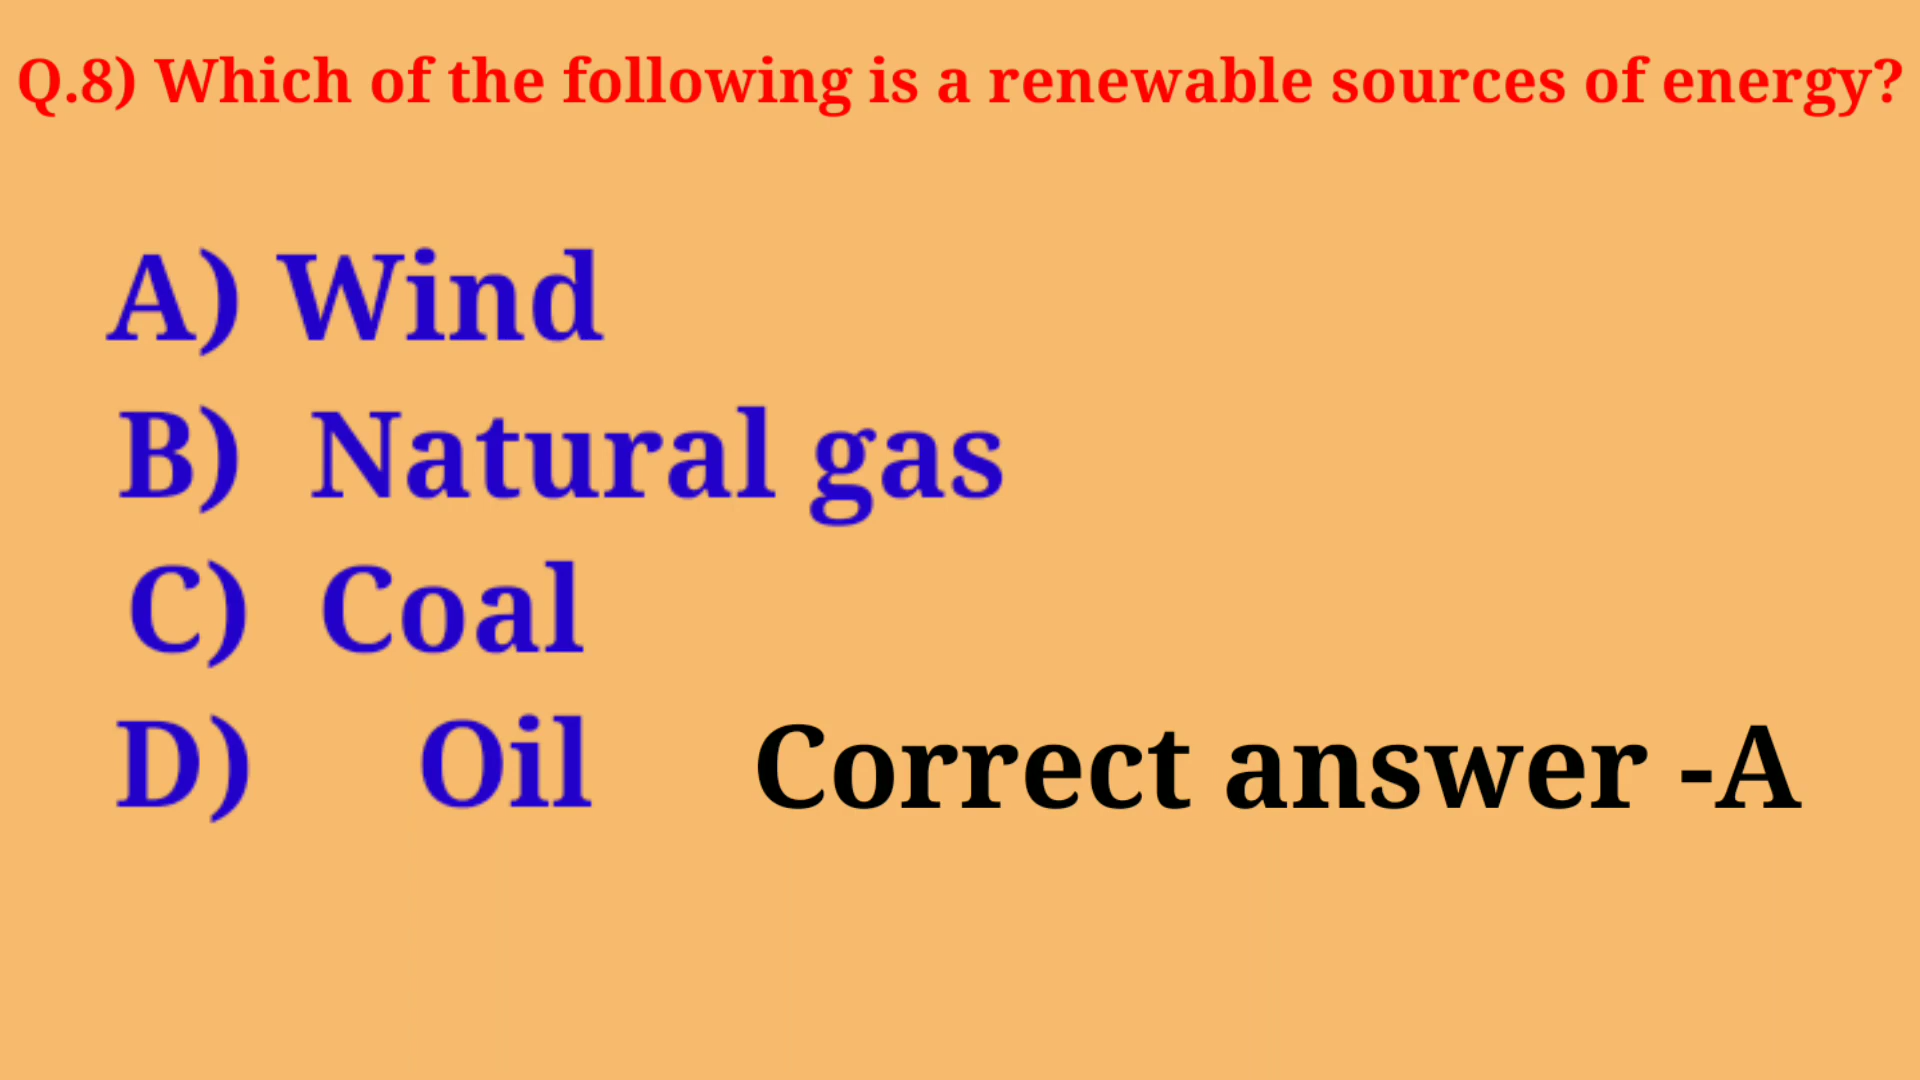 Q.8) Which of the following is a renewable sources of energy?
A) Wind
B) Natural gas
C) Coal
D) Oil Correct answer -A